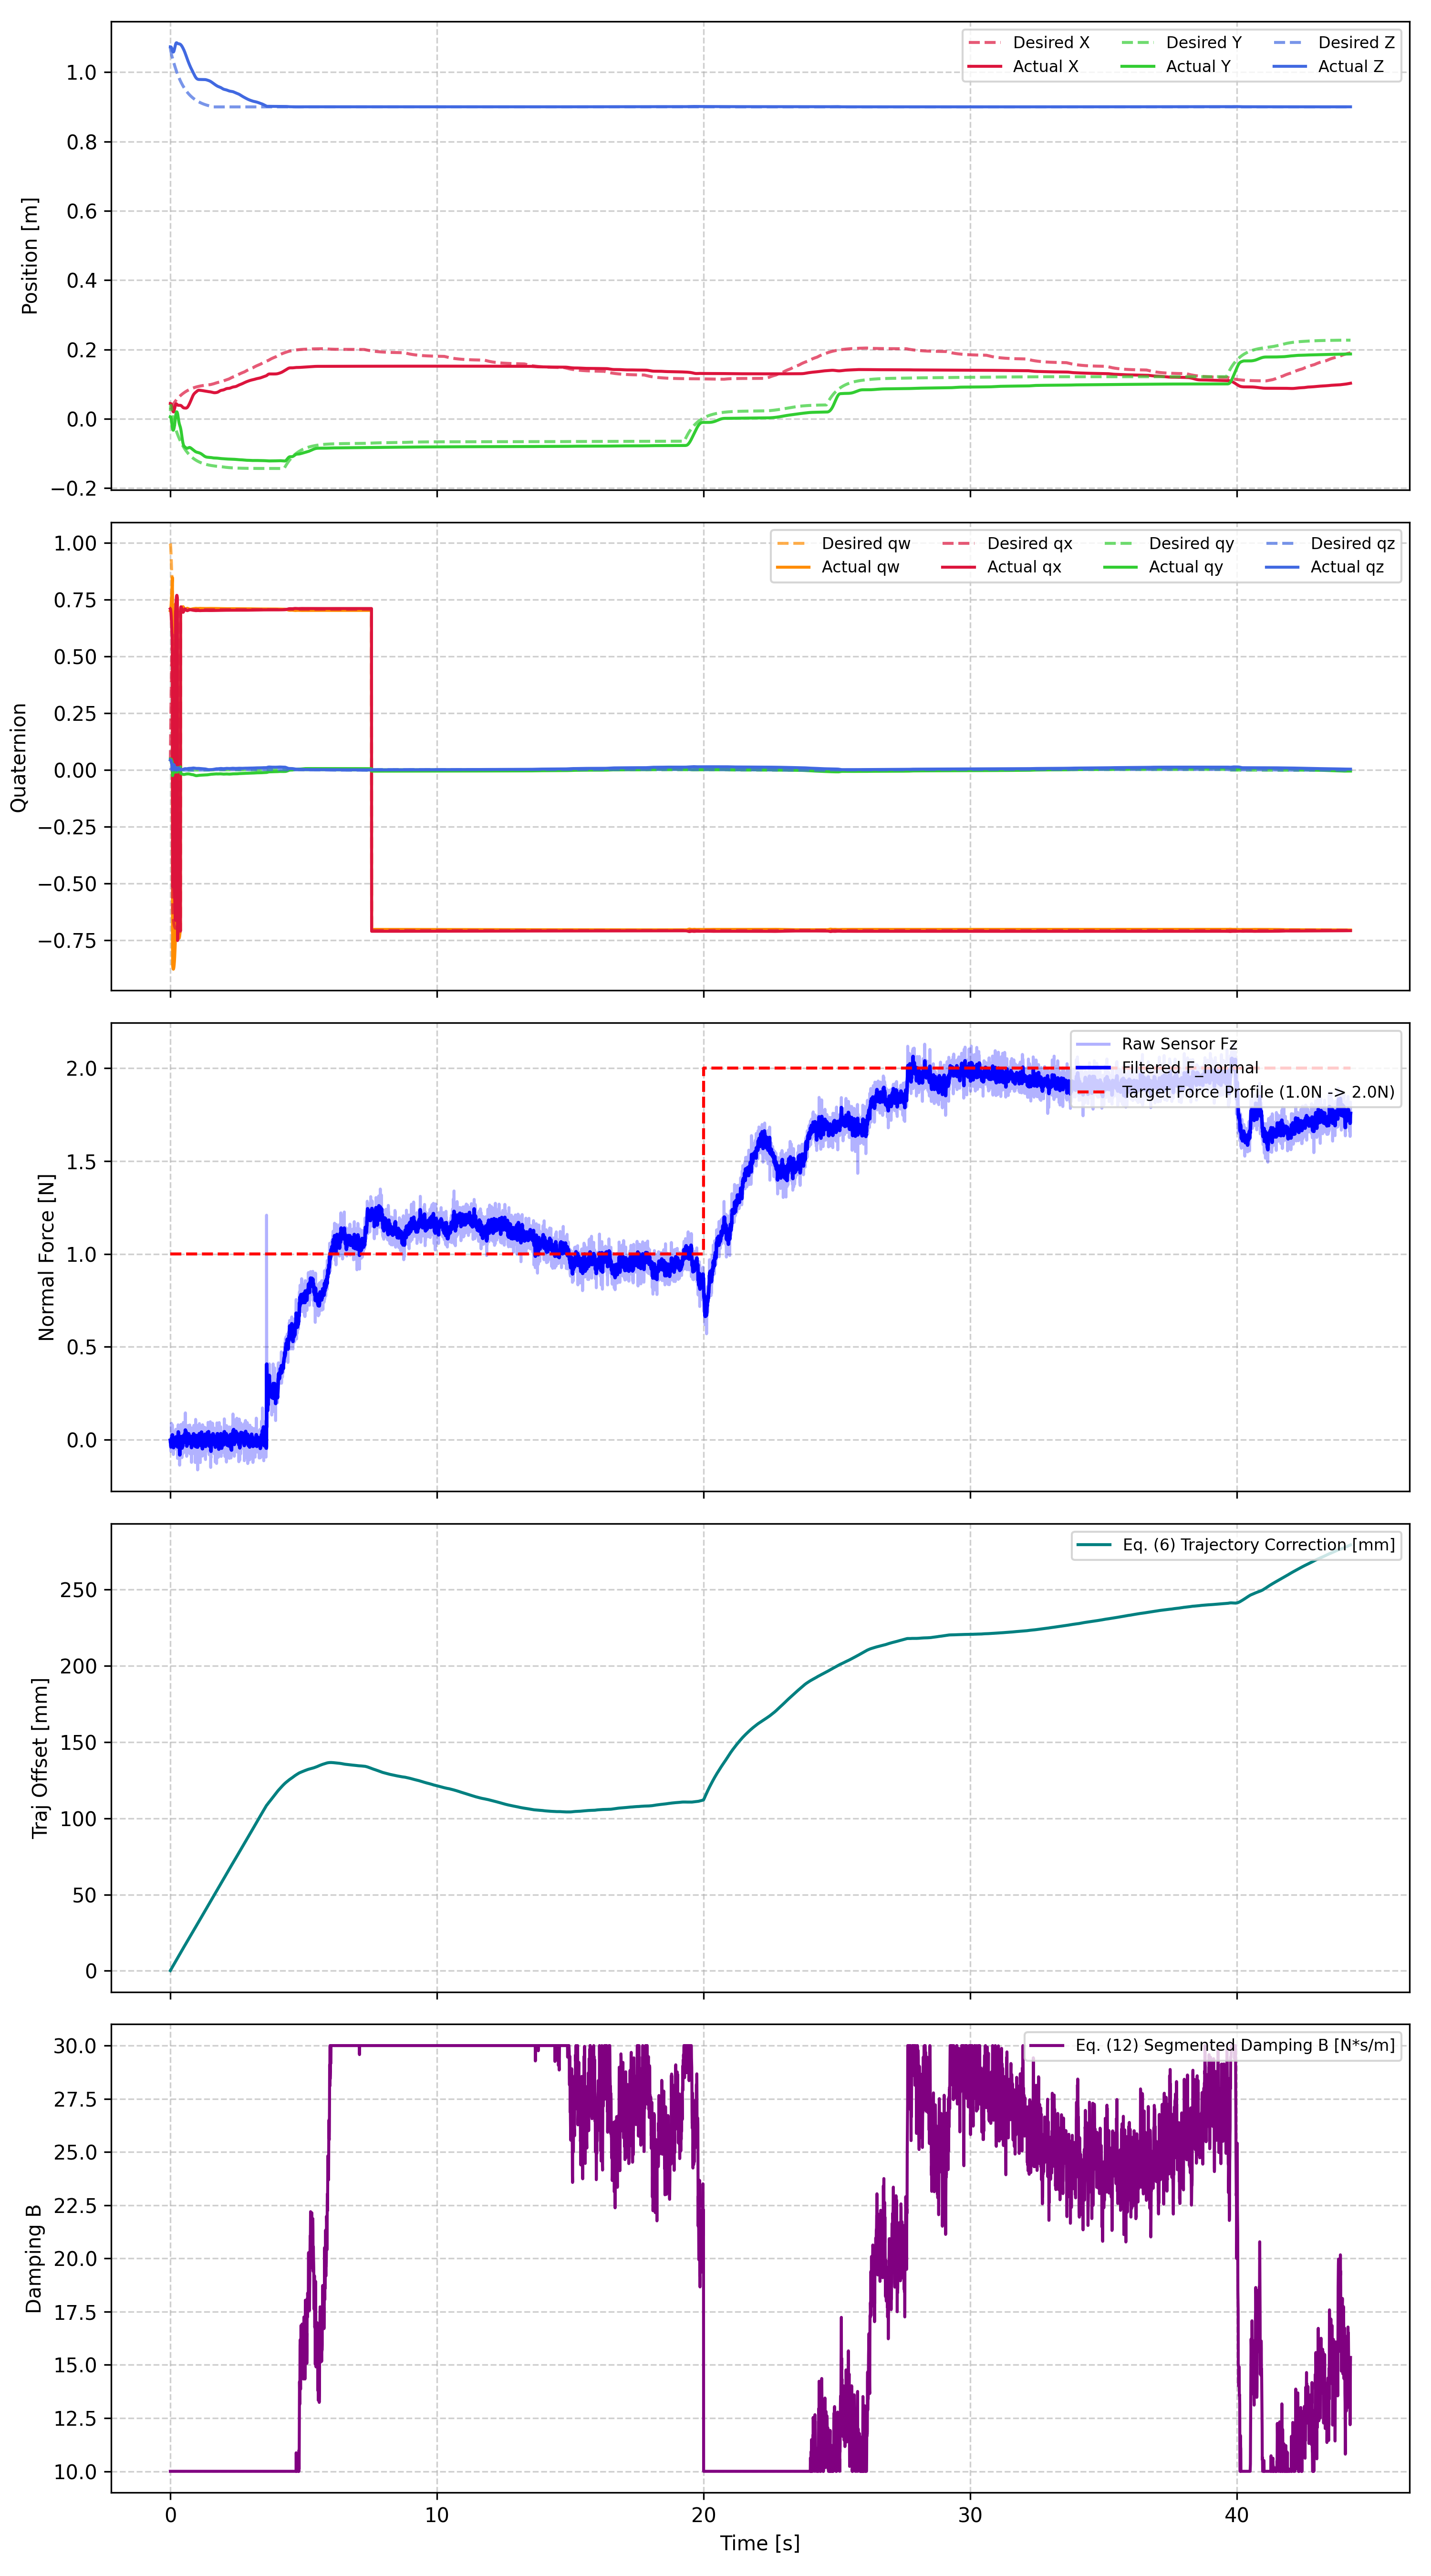 Desired X Desired Y Desired Z
Actual X Actual Y Actual Z
1.0
0.8
0.6
0.4
0.2
0.0
−0.2
Position [m]
Desired qw Desired qx Desired qy Desired qz
Actual qw Actual qx Actual qy Actual qz
1.00
0.75
0.50
0.25
0.00
−0.25
−0.50
−0.75
Quaternion
Raw Sensor Fz
Filtered F_normal
Target Force Profile (1.0N -> 2.0N)
2.0
1.5
1.0
0.5
0.0
Normal Force [N]
Eq. (6) Trajectory Correction [mm]
250
200
150
100
50
0
Traj Offset [mm]
Eq. (12) Segmented Damping B [N*s/m]
30.0
27.5
25.0
22.5
20.0
17.5
15.0
12.5
10.0
Damping B
0 10 20 30 40
Time [s]